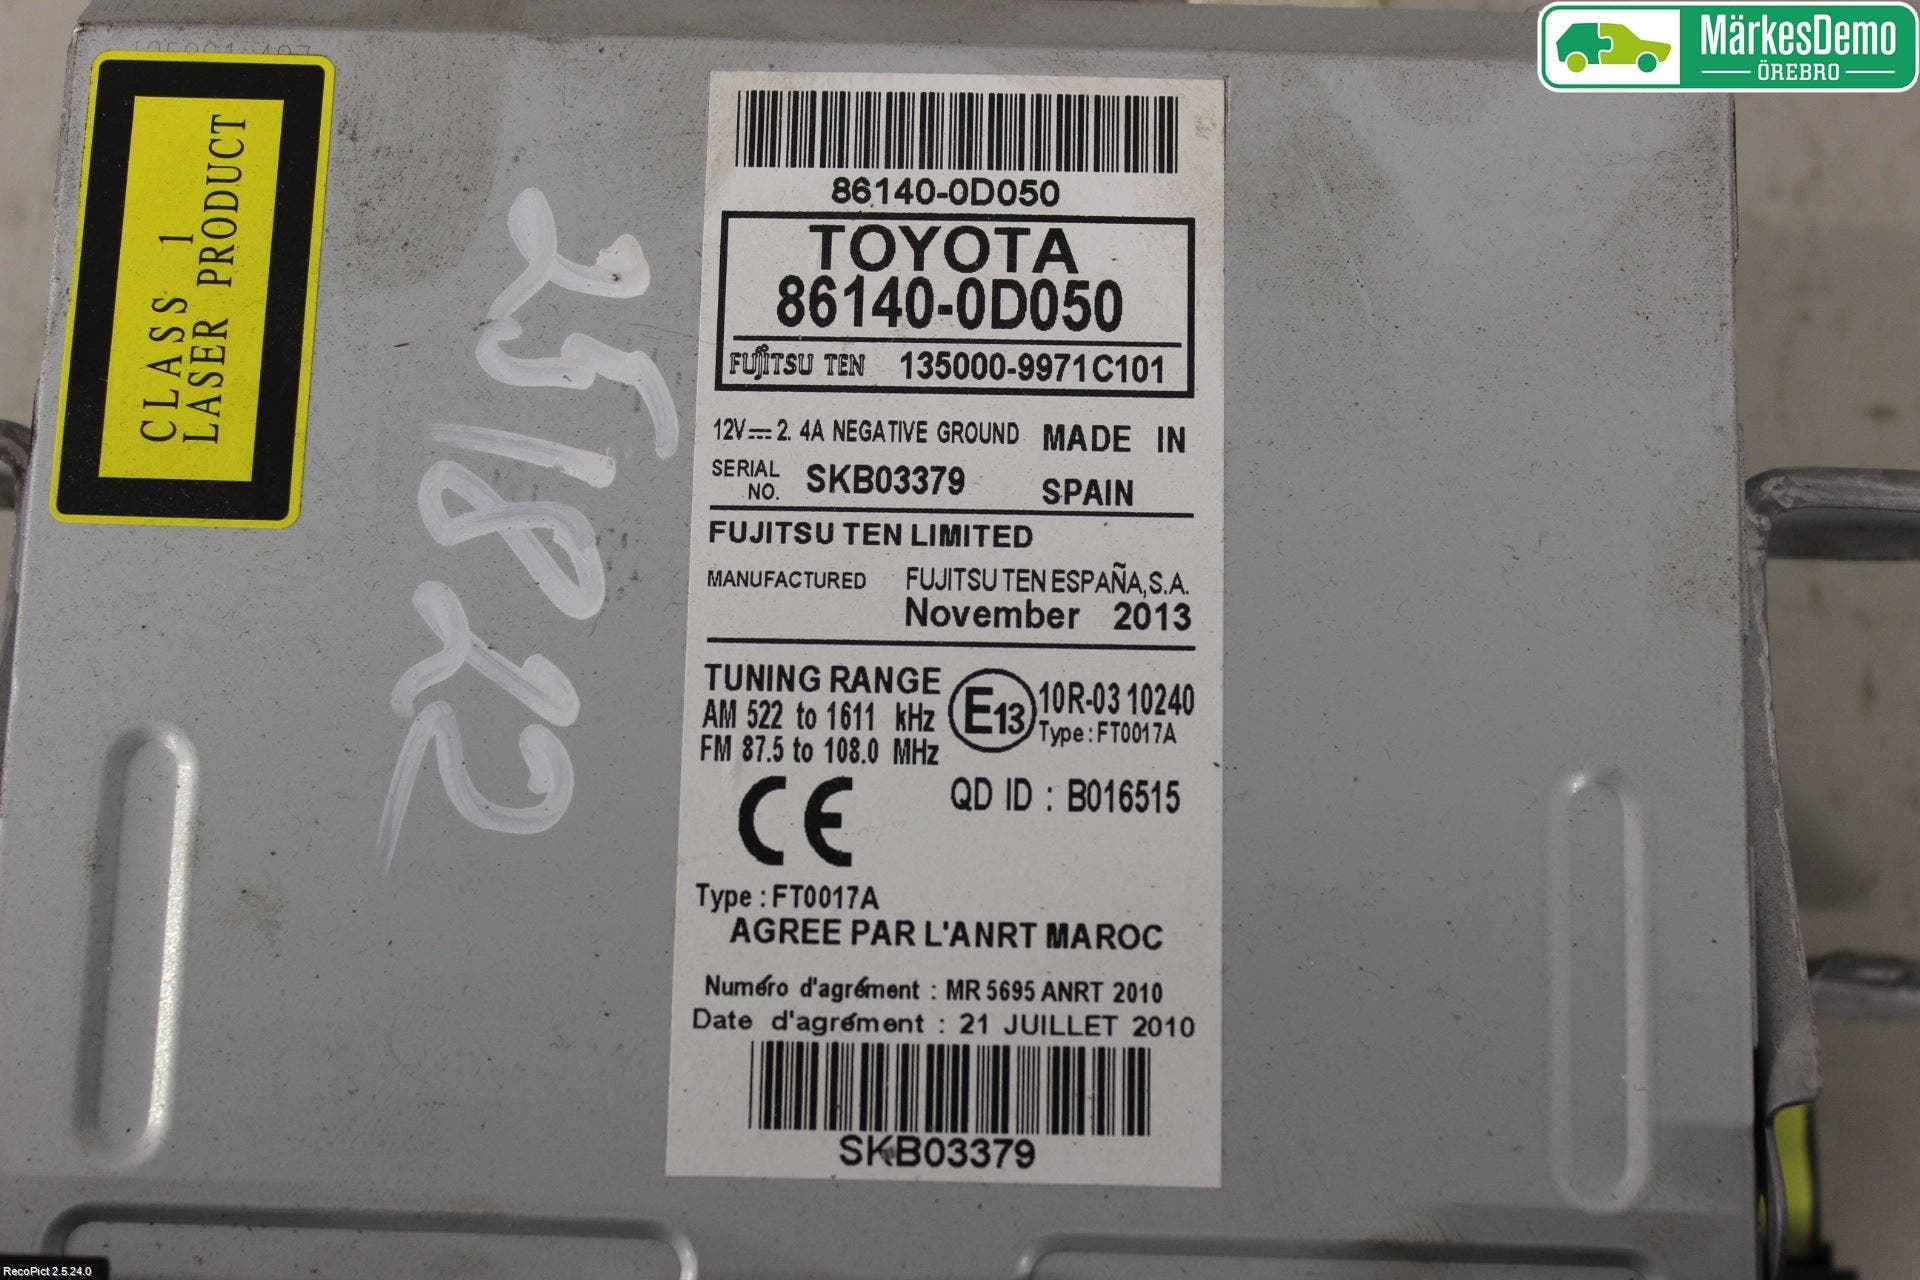 MärkesDemo
ÖREBRO
CLASS 1
LASER PRODUCT
86140-0D050
TOYOTA
86140-0D050
FUJITSU TEN 135000-9971C101
12V⎓2. 4A NEGATIVE GROUND MADE IN
SERIAL NO. SKB03379 SPAIN
FUJITSU TEN LIMITED
MANUFACTURED FUJITSU TEN ESPAÑA,S.A.
November 2013
TUNING RANGE
AM 522 to 1611 kHz
FM 87.5 to 108.0 MHz
E13 10R-03 10240
Type : FT0017A
QD ID : B016515
CE
Type : FT0017A
AGREE PAR L'ANRT MAROC
Numéro d'agrément : MR 5695 ANRT 2010
Date d'agrément : 21 JUILLET 2010
SKB03379
RecoPict 2.5.24.0